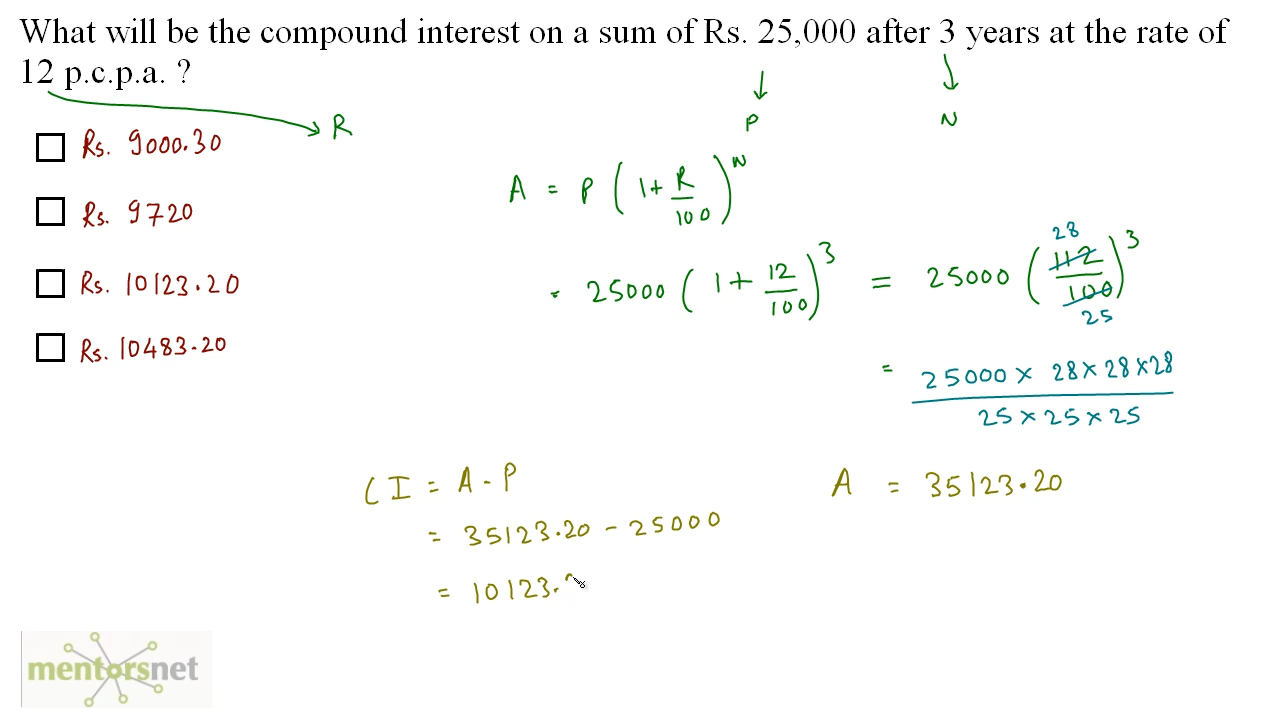 What will be the compound interest on a sum of Rs. 25,000 after 3 years at the rate of
12 p.c.p.a. ?
R
P
N
Rs. 9000.30
Rs. 9720
Rs. 10123.20
Rs. 10483.20
A = P (1 + R/100)^N
= 25000 (1 + 12/100)^3 = 25000 (112/100)^3
28
25
= 25000 × 28 × 28 × 28
25 × 25 × 25
A = 35123.20
CI = A - P
= 35123.20 - 25000
= 10123.
mentorsnet